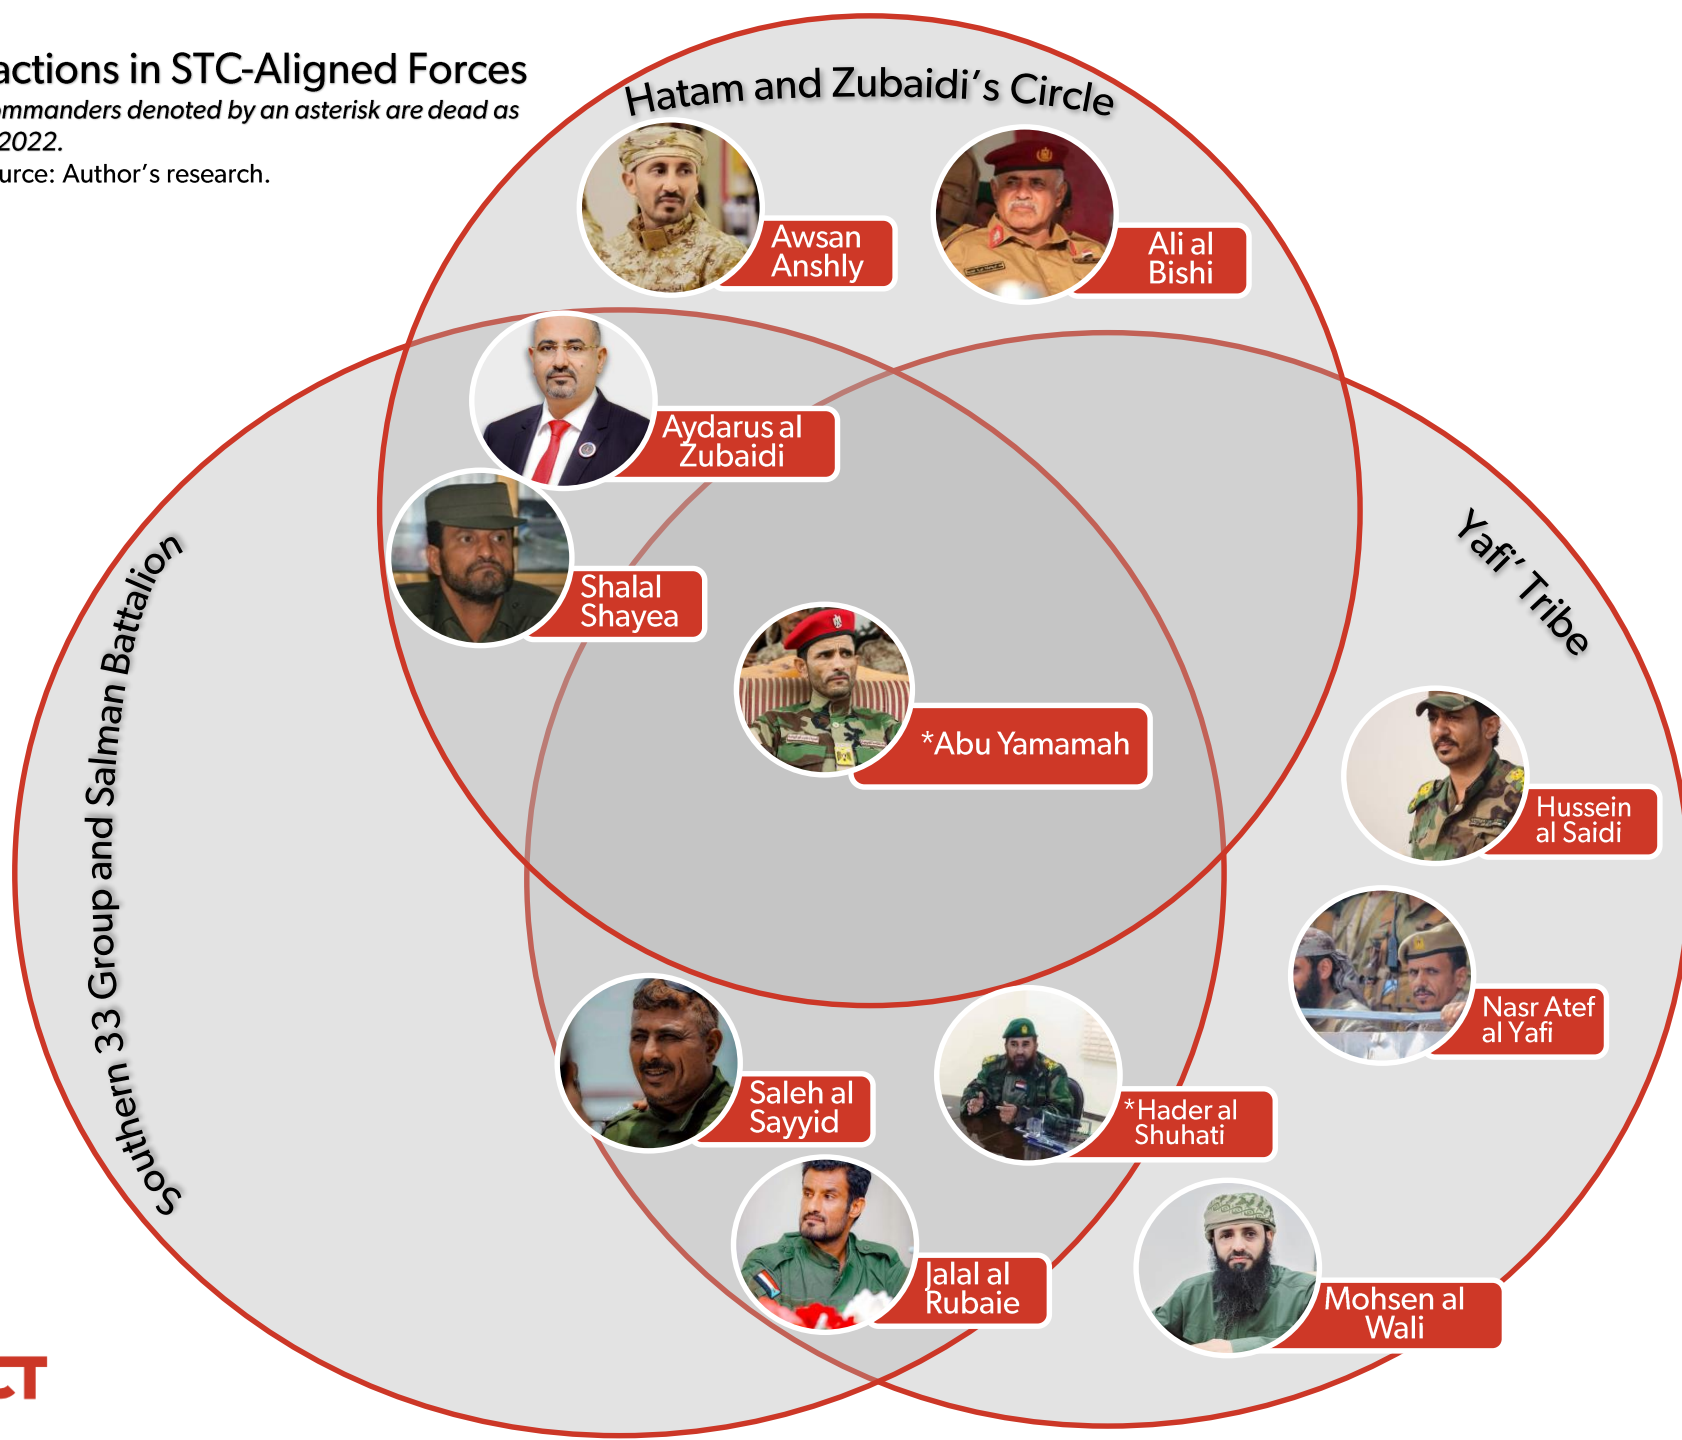 actions in STC-Aligned Forces
ommanders denoted by an asterisk are dead as
2022.
urce: Author's research.
Hatam and Zubaidi's Circle
Awsan
Anshly
Ali al
Bishi
Aydarus al
Zubaidi
Shalal
Shayea
Southern 33 Group and Salman Battalion
Yafi' Tribe
*Abu Yamamah
Hussein
al Saidi
Nasr Atef
al Yafi
Saleh al
Sayyid
*Hader al
Shuhati
Jalal al
Rubaie
Mohsen al
Wali
CT